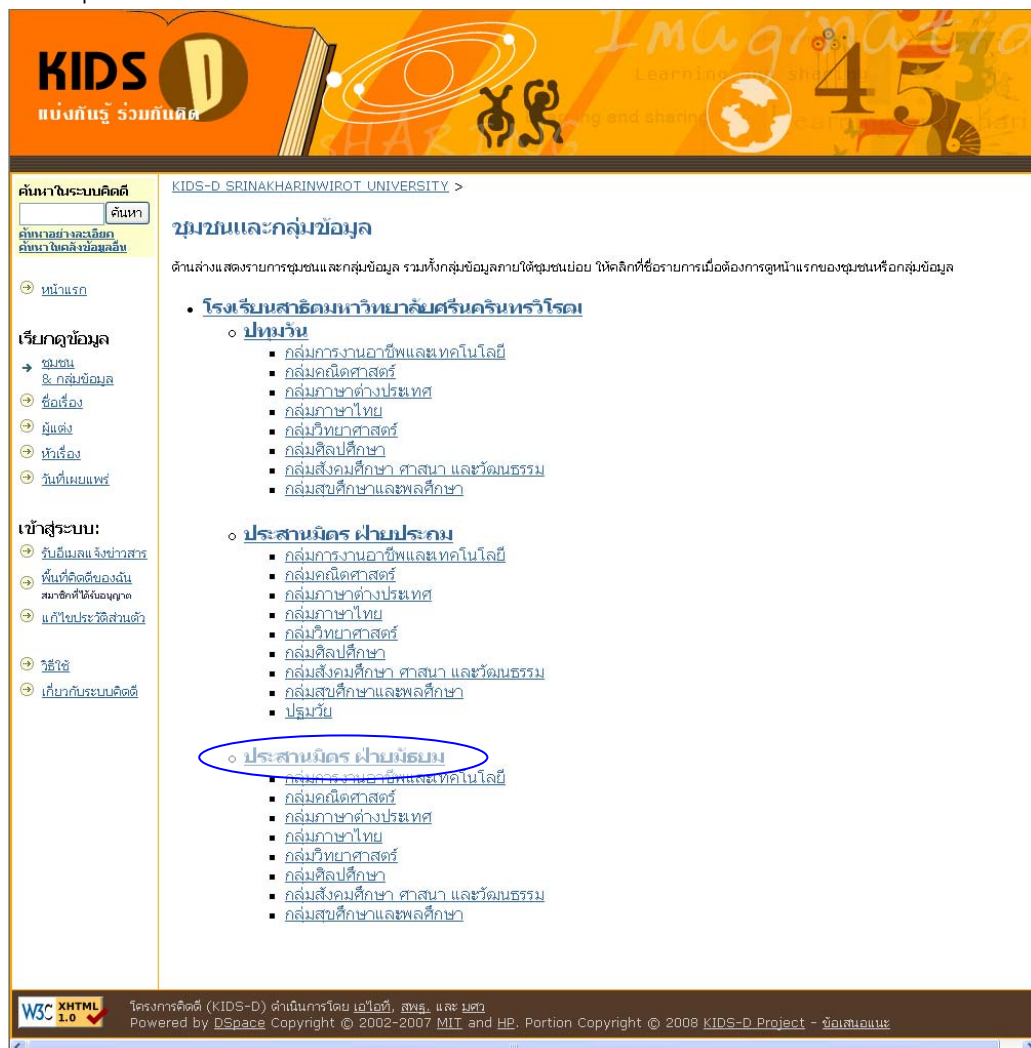 Imagination
KIDS D
แบ่งกันรู้ ร่วมกันคิด
SHARING
Learning and sharing
and sharing
ค้นหาในระบบคิดดี
ค้นหา
ค้นหาอย่างละเอียด
ค้นหาในคลังข้อมูลอื่น
หน้าแรก
เรียกดูข้อมูล
ชุมชน
& กลุ่มข้อมูล
ชื่อเรื่อง
ผู้แต่ง
หัวเรื่อง
วันที่เผยแพร่
เข้าสู่ระบบ:
รับอีเมลแจ้งข่าวสาร
พื้นที่คิดดีของฉัน
สมาชิกที่ได้รับอนุญาต
แก้ไขประวัติส่วนตัว
วิธีใช้
เกี่ยวกับระบบคิดดี
KIDS-D SRINAKHARINWIROT UNIVERSITY >
ชุมชนและกลุ่มข้อมูล
ด้านล่างแสดงรายการชุมชนและกลุ่มข้อมูล รวมทั้งกลุ่มข้อมูลภายใต้ชุมชนย่อย ให้คลิกที่ชื่อรายการเมื่อต้องการดูหน้าแรกของชุมชนหรือกลุ่มข้อมูล
โรงเรียนสาธิตมหาวิทยาลัยศรีนครินทรวิโรฒ
ปทุมวัน
กลุ่มการงานอาชีพและเทคโนโลยี
กลุ่มคณิตศาสตร์
กลุ่มภาษาต่างประเทศ
กลุ่มภาษาไทย
กลุ่มวิทยาศาสตร์
กลุ่มศิลปศึกษา
กลุ่มสังคมศึกษา ศาสนา และวัฒนธรรม
กลุ่มสุขศึกษาและพลศึกษา
ประสานมิตร ฝ่ายประถม
กลุ่มการงานอาชีพและเทคโนโลยี
กลุ่มคณิตศาสตร์
กลุ่มภาษาต่างประเทศ
กลุ่มภาษาไทย
กลุ่มวิทยาศาสตร์
กลุ่มศิลปศึกษา
กลุ่มสังคมศึกษา ศาสนา และวัฒนธรรม
กลุ่มสุขศึกษาและพลศึกษา
ปฐมวัย
ประสานมิตร ฝ่ายมัธยม
กลุ่มการงานอาชีพและเทคโนโลยี
กลุ่มคณิตศาสตร์
กลุ่มภาษาต่างประเทศ
กลุ่มภาษาไทย
กลุ่มวิทยาศาสตร์
กลุ่มศิลปศึกษา
กลุ่มสังคมศึกษา ศาสนา และวัฒนธรรม
กลุ่มสุขศึกษาและพลศึกษา
W3C XHTML 1.0
โครงการคิดดี (KIDS-D) ดำเนินการโดย เอไอที, สพฐ. และ มศว
Powered by DSpace Copyright © 2002-2007 MIT and HP. Portion Copyright © 2008 KIDS-D Project - ข้อเสนอแนะ